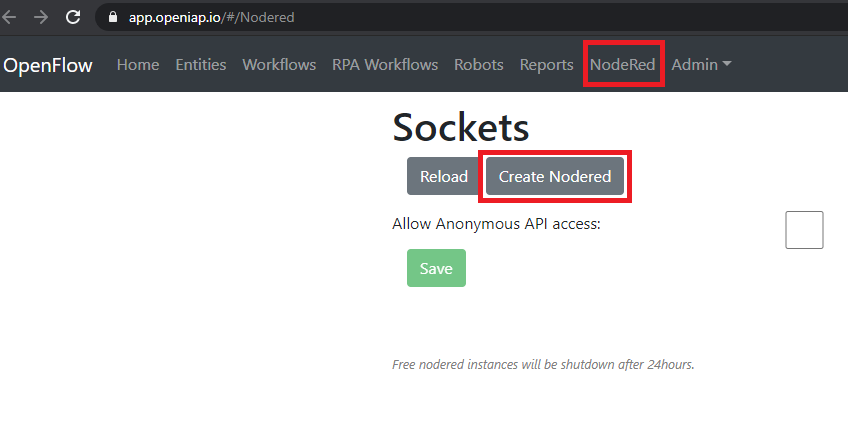 app.openiap.io/#/Nodered
OpenFlow Home Entities Workflows RPA Workflows Robots Reports NodeRed Admin
Sockets
Reload Create Nodered
Allow Anonymous API access:
Save
Free nodered instances will be shutdown after 24hours.